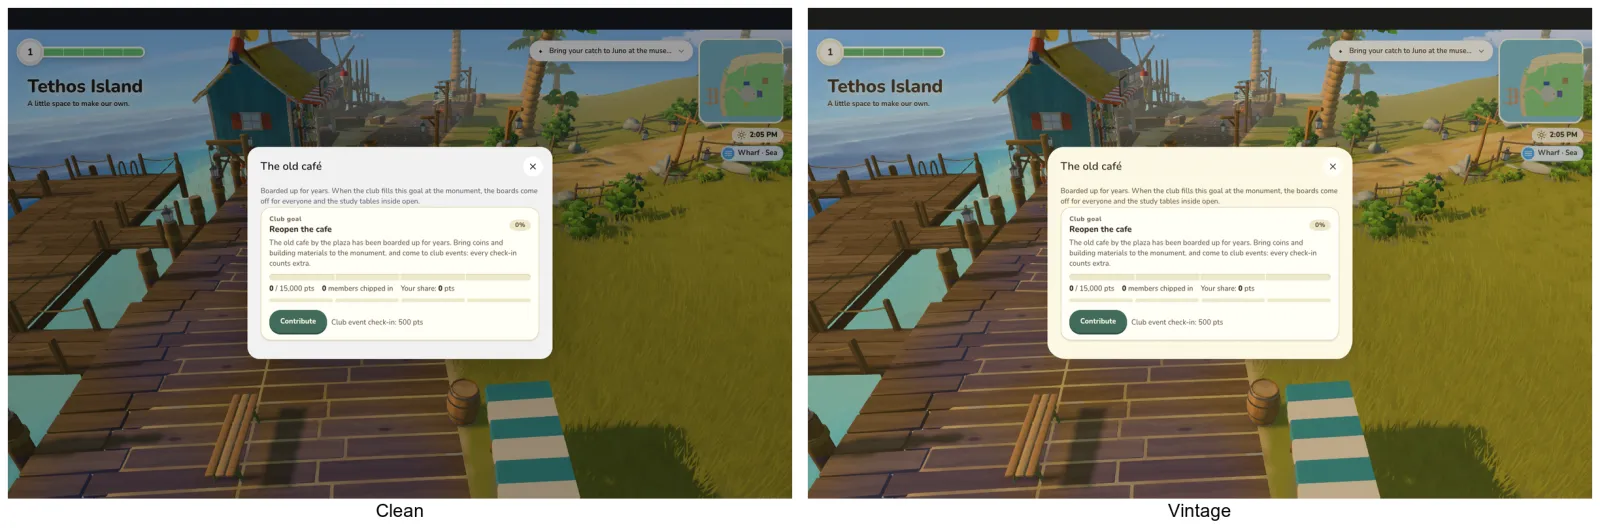 1
Bring your catch to Juno at the muse...
Tethos Island
A little space to make our own.
2:05 PM
Wharf · Sea
The old café
Boarded up for years. When the club fills this goal at the monument, the boards come
off for everyone and the study tables inside open.
Club goal
Reopen the cafe
0%
The old cafe by the plaza has been boarded up for years. Bring coins and
building materials to the monument, and come to club events: every check-in
counts extra.
0 / 15,000 pts 0 members chipped in Your share: 0 pts
Contribute
Club event check-in: 500 pts
Clean
1
Bring your catch to Juno at the muse...
Tethos Island
A little space to make our own.
2:05 PM
Wharf · Sea
The old café
Boarded up for years. When the club fills this goal at the monument, the boards come
off for everyone and the study tables inside open.
Club goal
Reopen the cafe
0%
The old cafe by the plaza has been boarded up for years. Bring coins and
building materials to the monument, and come to club events: every check-in
counts extra.
0 / 15,000 pts 0 members chipped in Your share: 0 pts
Contribute
Club event check-in: 500 pts
Vintage